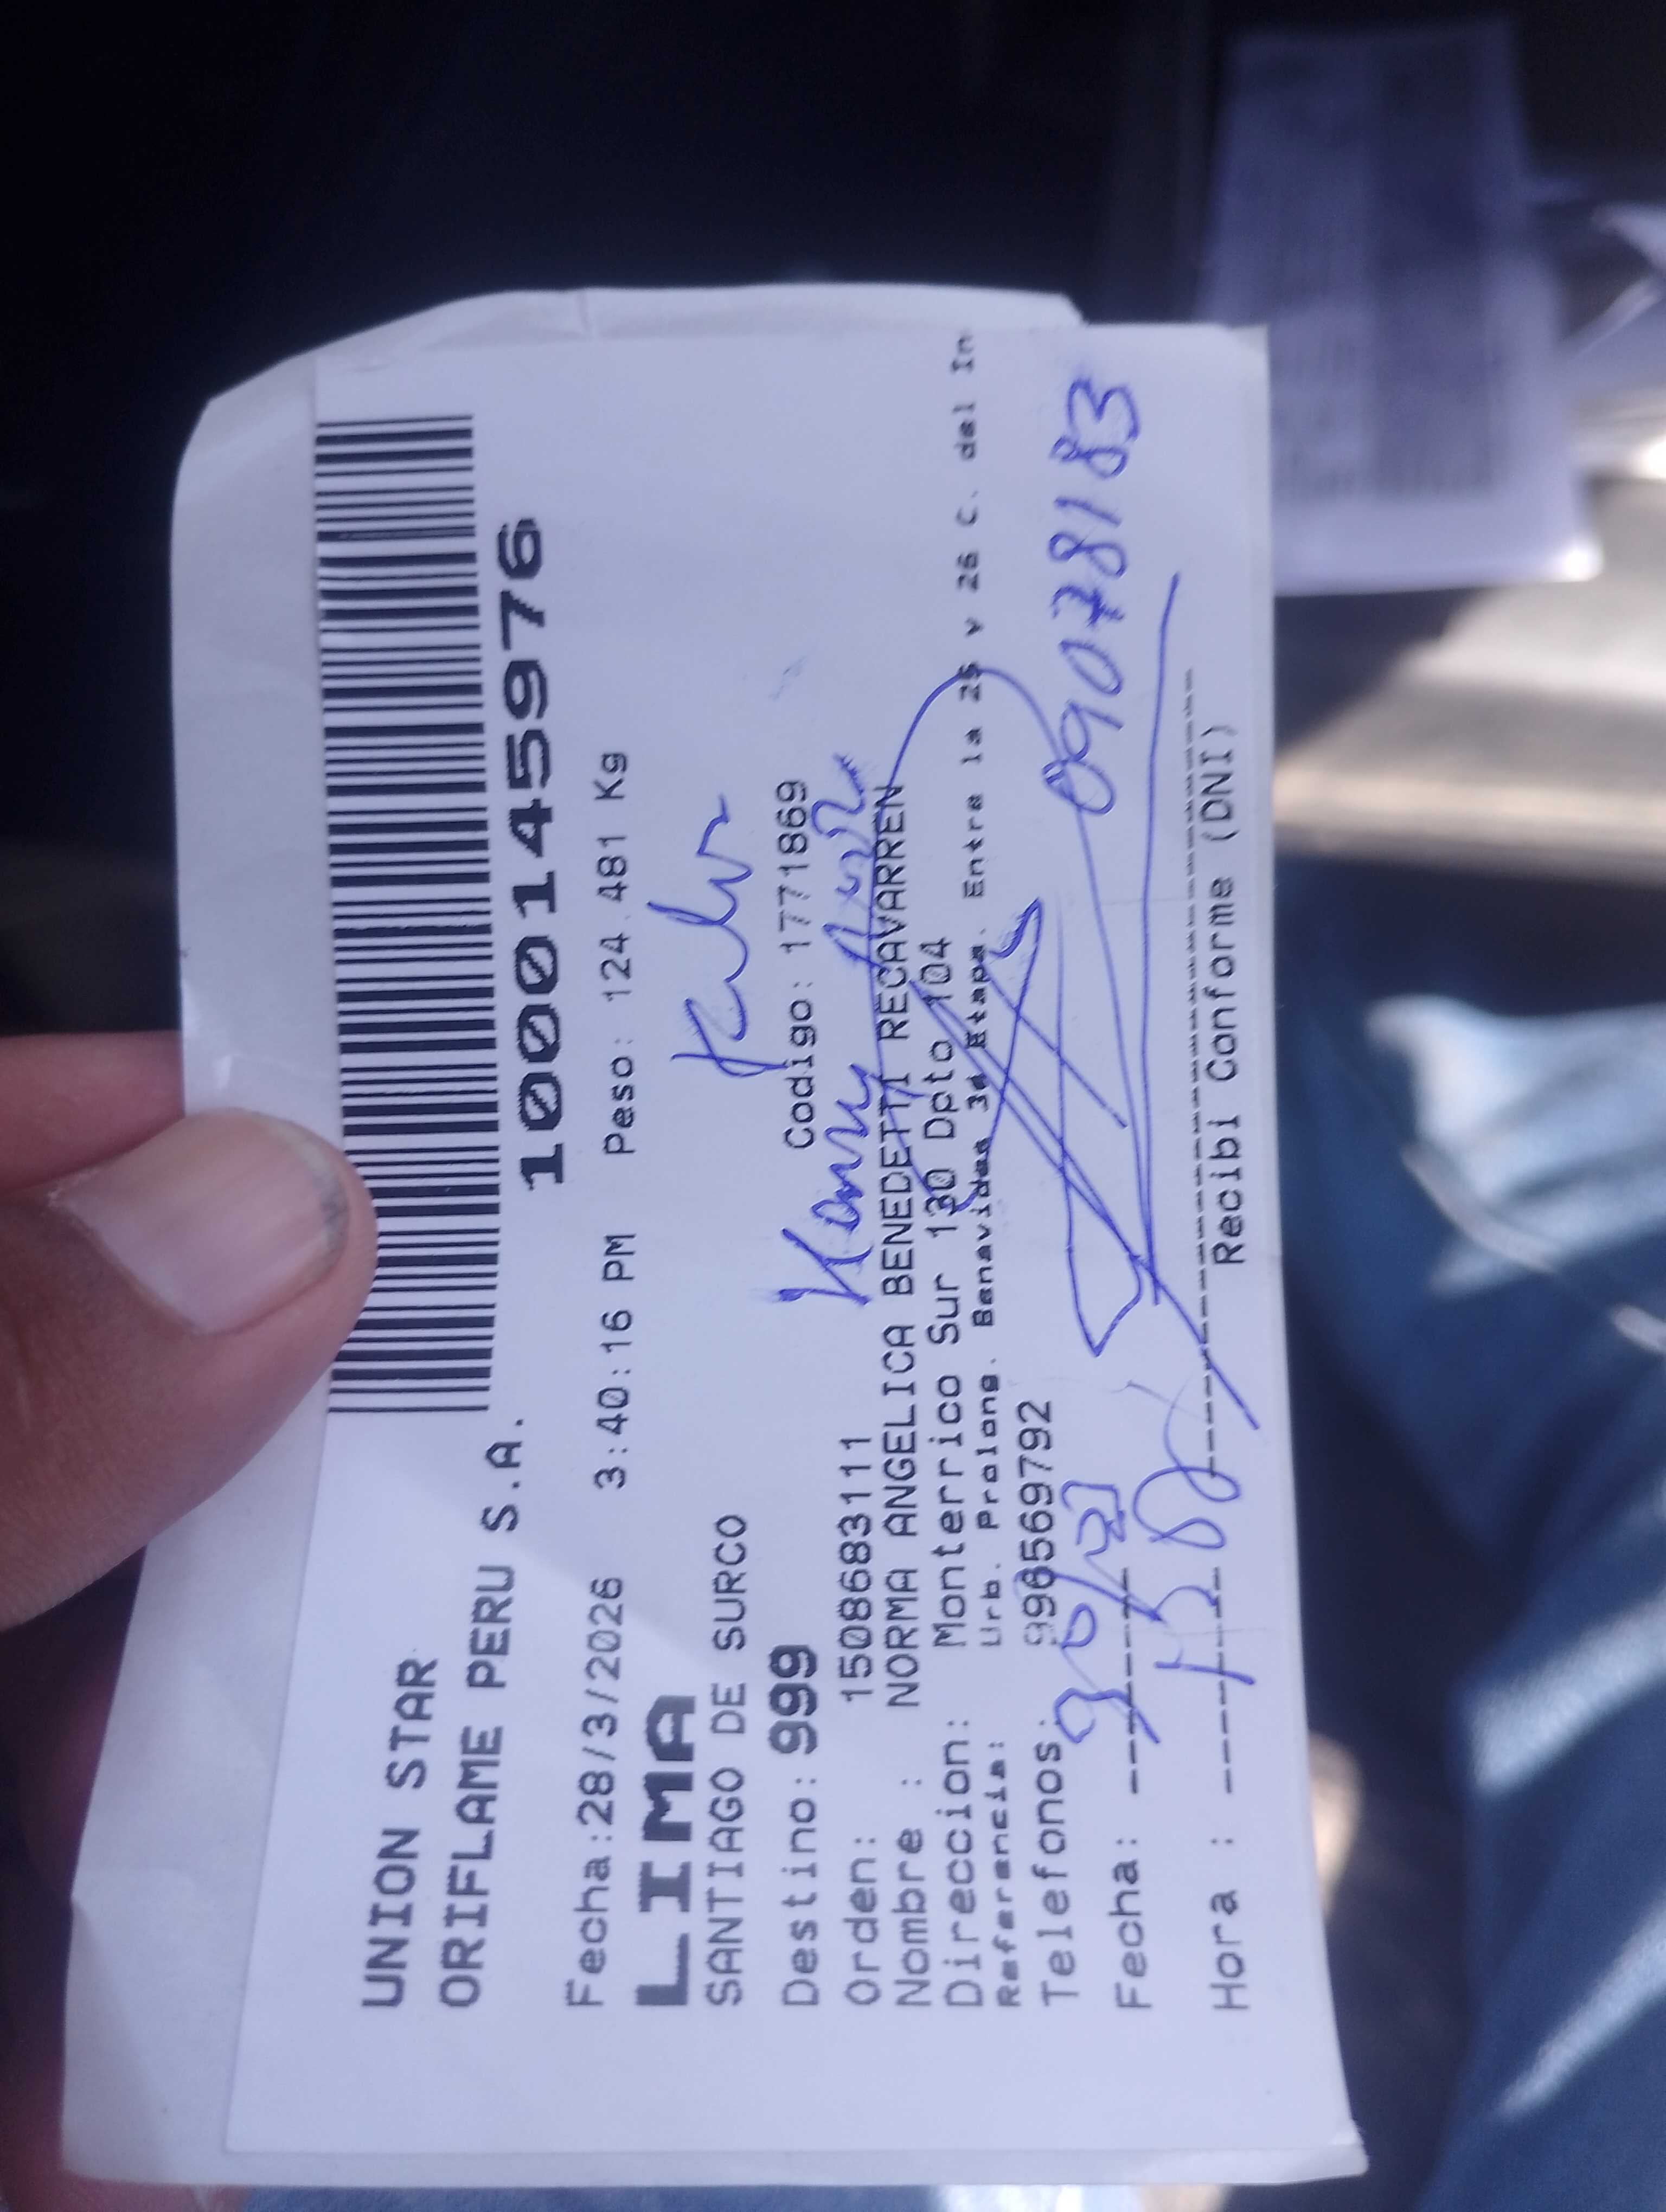 UNION STAR
ORIFLAME PERU S.A.
1000145976
Fecha:28/3/2026 3:40:16 PM Peso: 124.481 Kg
LIMA
SANTIAGO DE SURCO
Destino: 999 Codigo: 1771869
Orden: 1508683111
Nombre : NORMA ANGELICA BENEDETTI RECAVARREN
Direccion: Monterrico Sur 130 Dpto 104
Referencia: Urb. Prolong. Benavides 3a Etapa. Entre la 25 y 26 C. del In
Telefonos: 996569792
09078183
Fecha:
Hora :
Recibi Conforme (DNI)